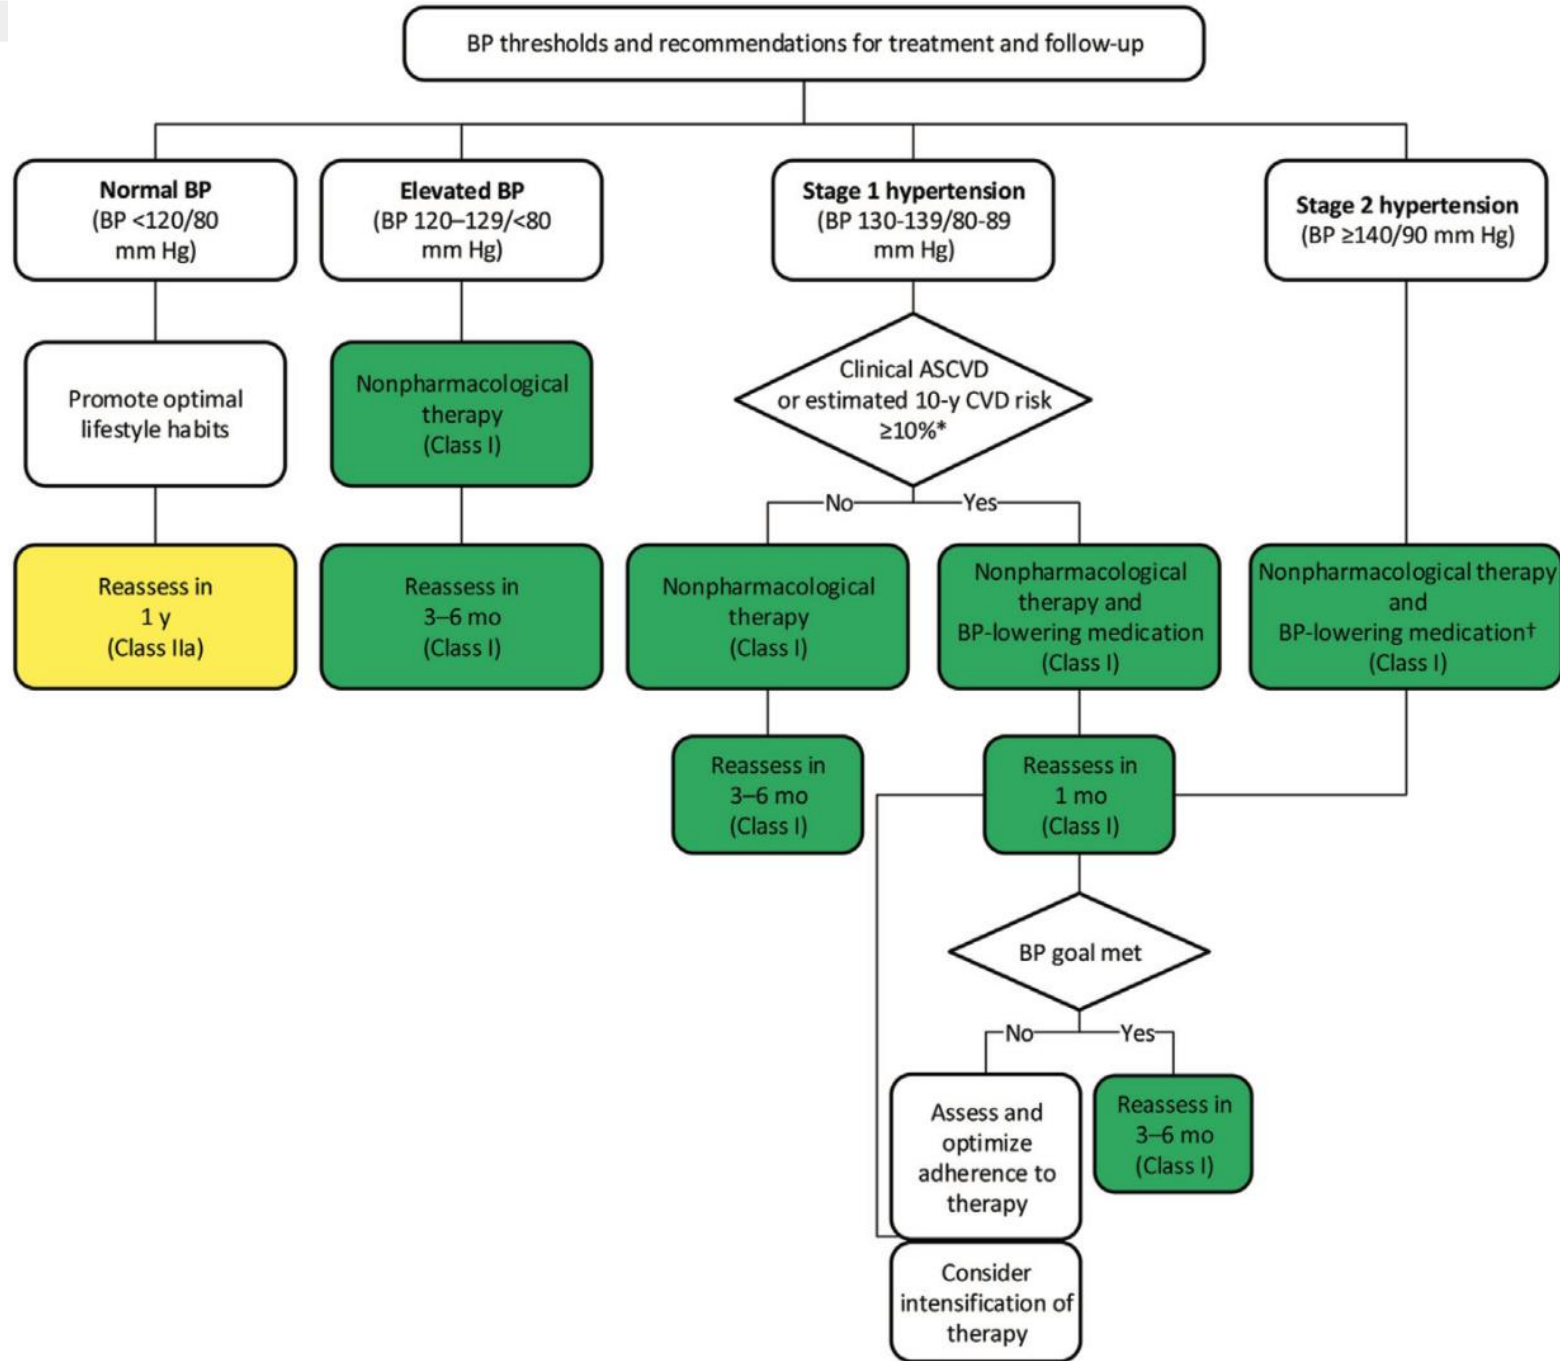 BP thresholds and recommendations for treatment and follow-up
Normal BP
(BP <120/80
mm Hg)
Elevated BP
(BP 120–129/<80
mm Hg)
Stage 1 hypertension
(BP 130-139/80-89
mm Hg)
Stage 2 hypertension
(BP ≥140/90 mm Hg)
Promote optimal
lifestyle habits
Nonpharmacological
therapy
(Class I)
Clinical ASCVD
or estimated 10-y CVD risk
≥10%*
No
Yes
Reassess in
1 y
(Class IIa)
Reassess in
3–6 mo
(Class I)
Nonpharmacological
therapy
(Class I)
Nonpharmacological
therapy and
BP-lowering medication
(Class I)
Nonpharmacological therapy
and
BP-lowering medication†
(Class I)
Reassess in
3–6 mo
(Class I)
Reassess in
1 mo
(Class I)
BP goal met
No
Yes
Assess and
optimize
adherence to
therapy
Reassess in
3–6 mo
(Class I)
Consider
intensification of
therapy